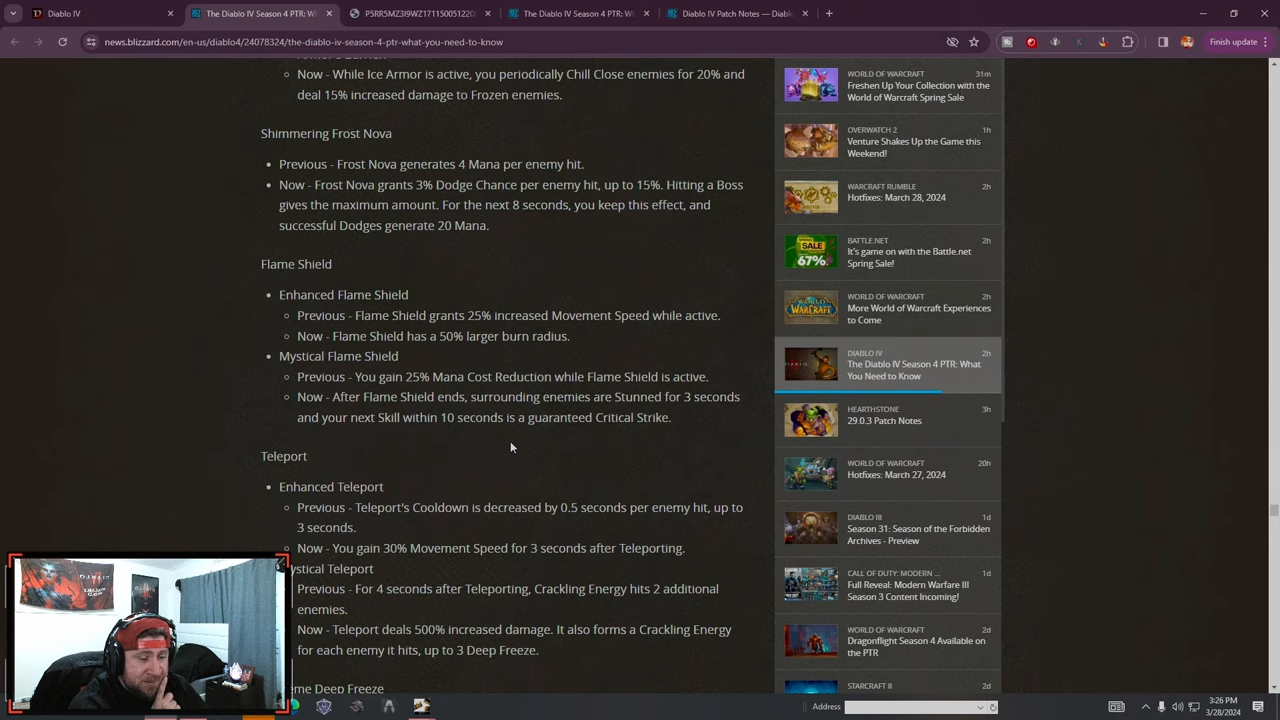 Diablo IV
The Diablo IV Season 4 PTR: Wh
P5RR5MZ3I9WZ171150051220
The Diablo IV Season 4 PTR: Wh
Diablo IV Patch Notes — Diablo
news.blizzard.com/en-us/diablo4/24078324/the-diablo-iv-season-4-ptr-what-you-need-to-know
Finish update
Now - While Ice Armor is active, you periodically Chill Close enemies for 20% and
deal 15% increased damage to Frozen enemies.
Shimmering Frost Nova
Previous - Frost Nova generates 4 Mana per enemy hit.
Now - Frost Nova grants 3% Dodge Chance per enemy hit, up to 15%. Hitting a Boss
gives the maximum amount. For the next 8 seconds, you keep this effect, and
successful Dodges generate 20 Mana.
Flame Shield
Enhanced Flame Shield
Previous - Flame Shield grants 25% increased Movement Speed while active.
Now - Flame Shield has a 50% larger burn radius.
Mystical Flame Shield
Previous - You gain 25% Mana Cost Reduction while Flame Shield is active.
Now - After Flame Shield ends, surrounding enemies are Stunned for 3 seconds
and your next Skill within 10 seconds is a guaranteed Critical Strike.
Teleport
Enhanced Teleport
Previous - Teleport's Cooldown is decreased by 0.5 seconds per enemy hit, up to
3 seconds.
Now - You gain 30% Movement Speed for 3 seconds after Teleporting.
ystical Teleport
Previous - For 4 seconds after Teleporting, Crackling Energy hits 2 additional
enemies.
Now - Teleport deals 500% increased damage. It also forms a Crackling Energy
for each enemy it hits, up to 3 Deep Freeze.
eme Deep Freeze
WORLD OF WARCRAFT 31m
Freshen Up Your Collection with the
World of Warcraft Spring Sale
OVERWATCH 2 1h
Venture Shakes Up the Game this
Weekend!
WARCRAFT RUMBLE 2h
Hotfixes: March 28, 2024
SALE
67%
BATTLE.NET 2h
It's game on with the Battle.net
Spring Sale!
WARCRAFT
WORLD OF WARCRAFT 2h
More World of Warcraft Experiences
to Come
DIABLO IV 2h
The Diablo IV Season 4 PTR: What
You Need to Know
HEARTHSTONE 3h
29.0.3 Patch Notes
WORLD OF WARCRAFT 20h
Hotfixes: March 27, 2024
DIABLO III 1d
Season 31: Season of the Forbidden
Archives - Preview
CALL OF DUTY: MODERN ... 1d
Full Reveal: Modern Warfare III
Season 3 Content Incoming!
WORLD OF WARCRAFT 2d
Dragonflight Season 4 Available on
the PTR
STARCRAFT II 2d
Address
3:26 PM
3/28/2024